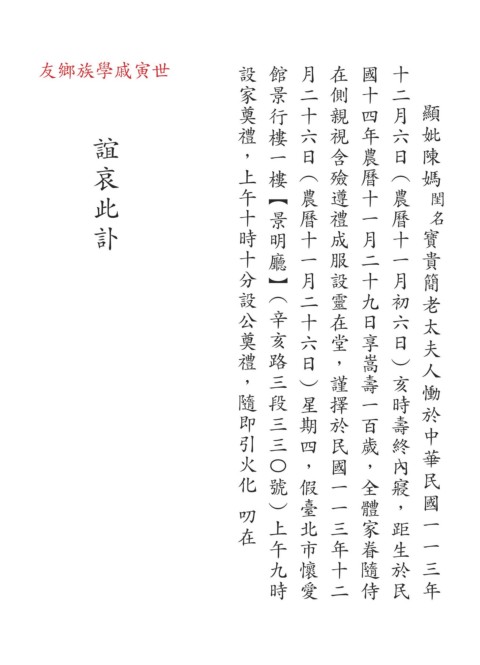 顯妣陳媽閨名寶貴簡老太夫人慟於中華民國一一三年
十二月六日（農曆十一月初六日）亥時壽終內寢，距生於民
國十四年農曆十一月二十九日享嵩壽一百歲，全體家眷隨侍
在側親視含殮遵禮成服設靈在堂，謹擇於民國一一三年十二
月二十六日（農曆十一月二十六日）星期四，假臺北市懷愛
館景行樓一樓【景明廳】（辛亥路三段三三〇號）上午九時
設家奠禮，上午十時十分設公奠禮，隨即引火化 叨在
世寅戚學族鄉友
誼哀此訃